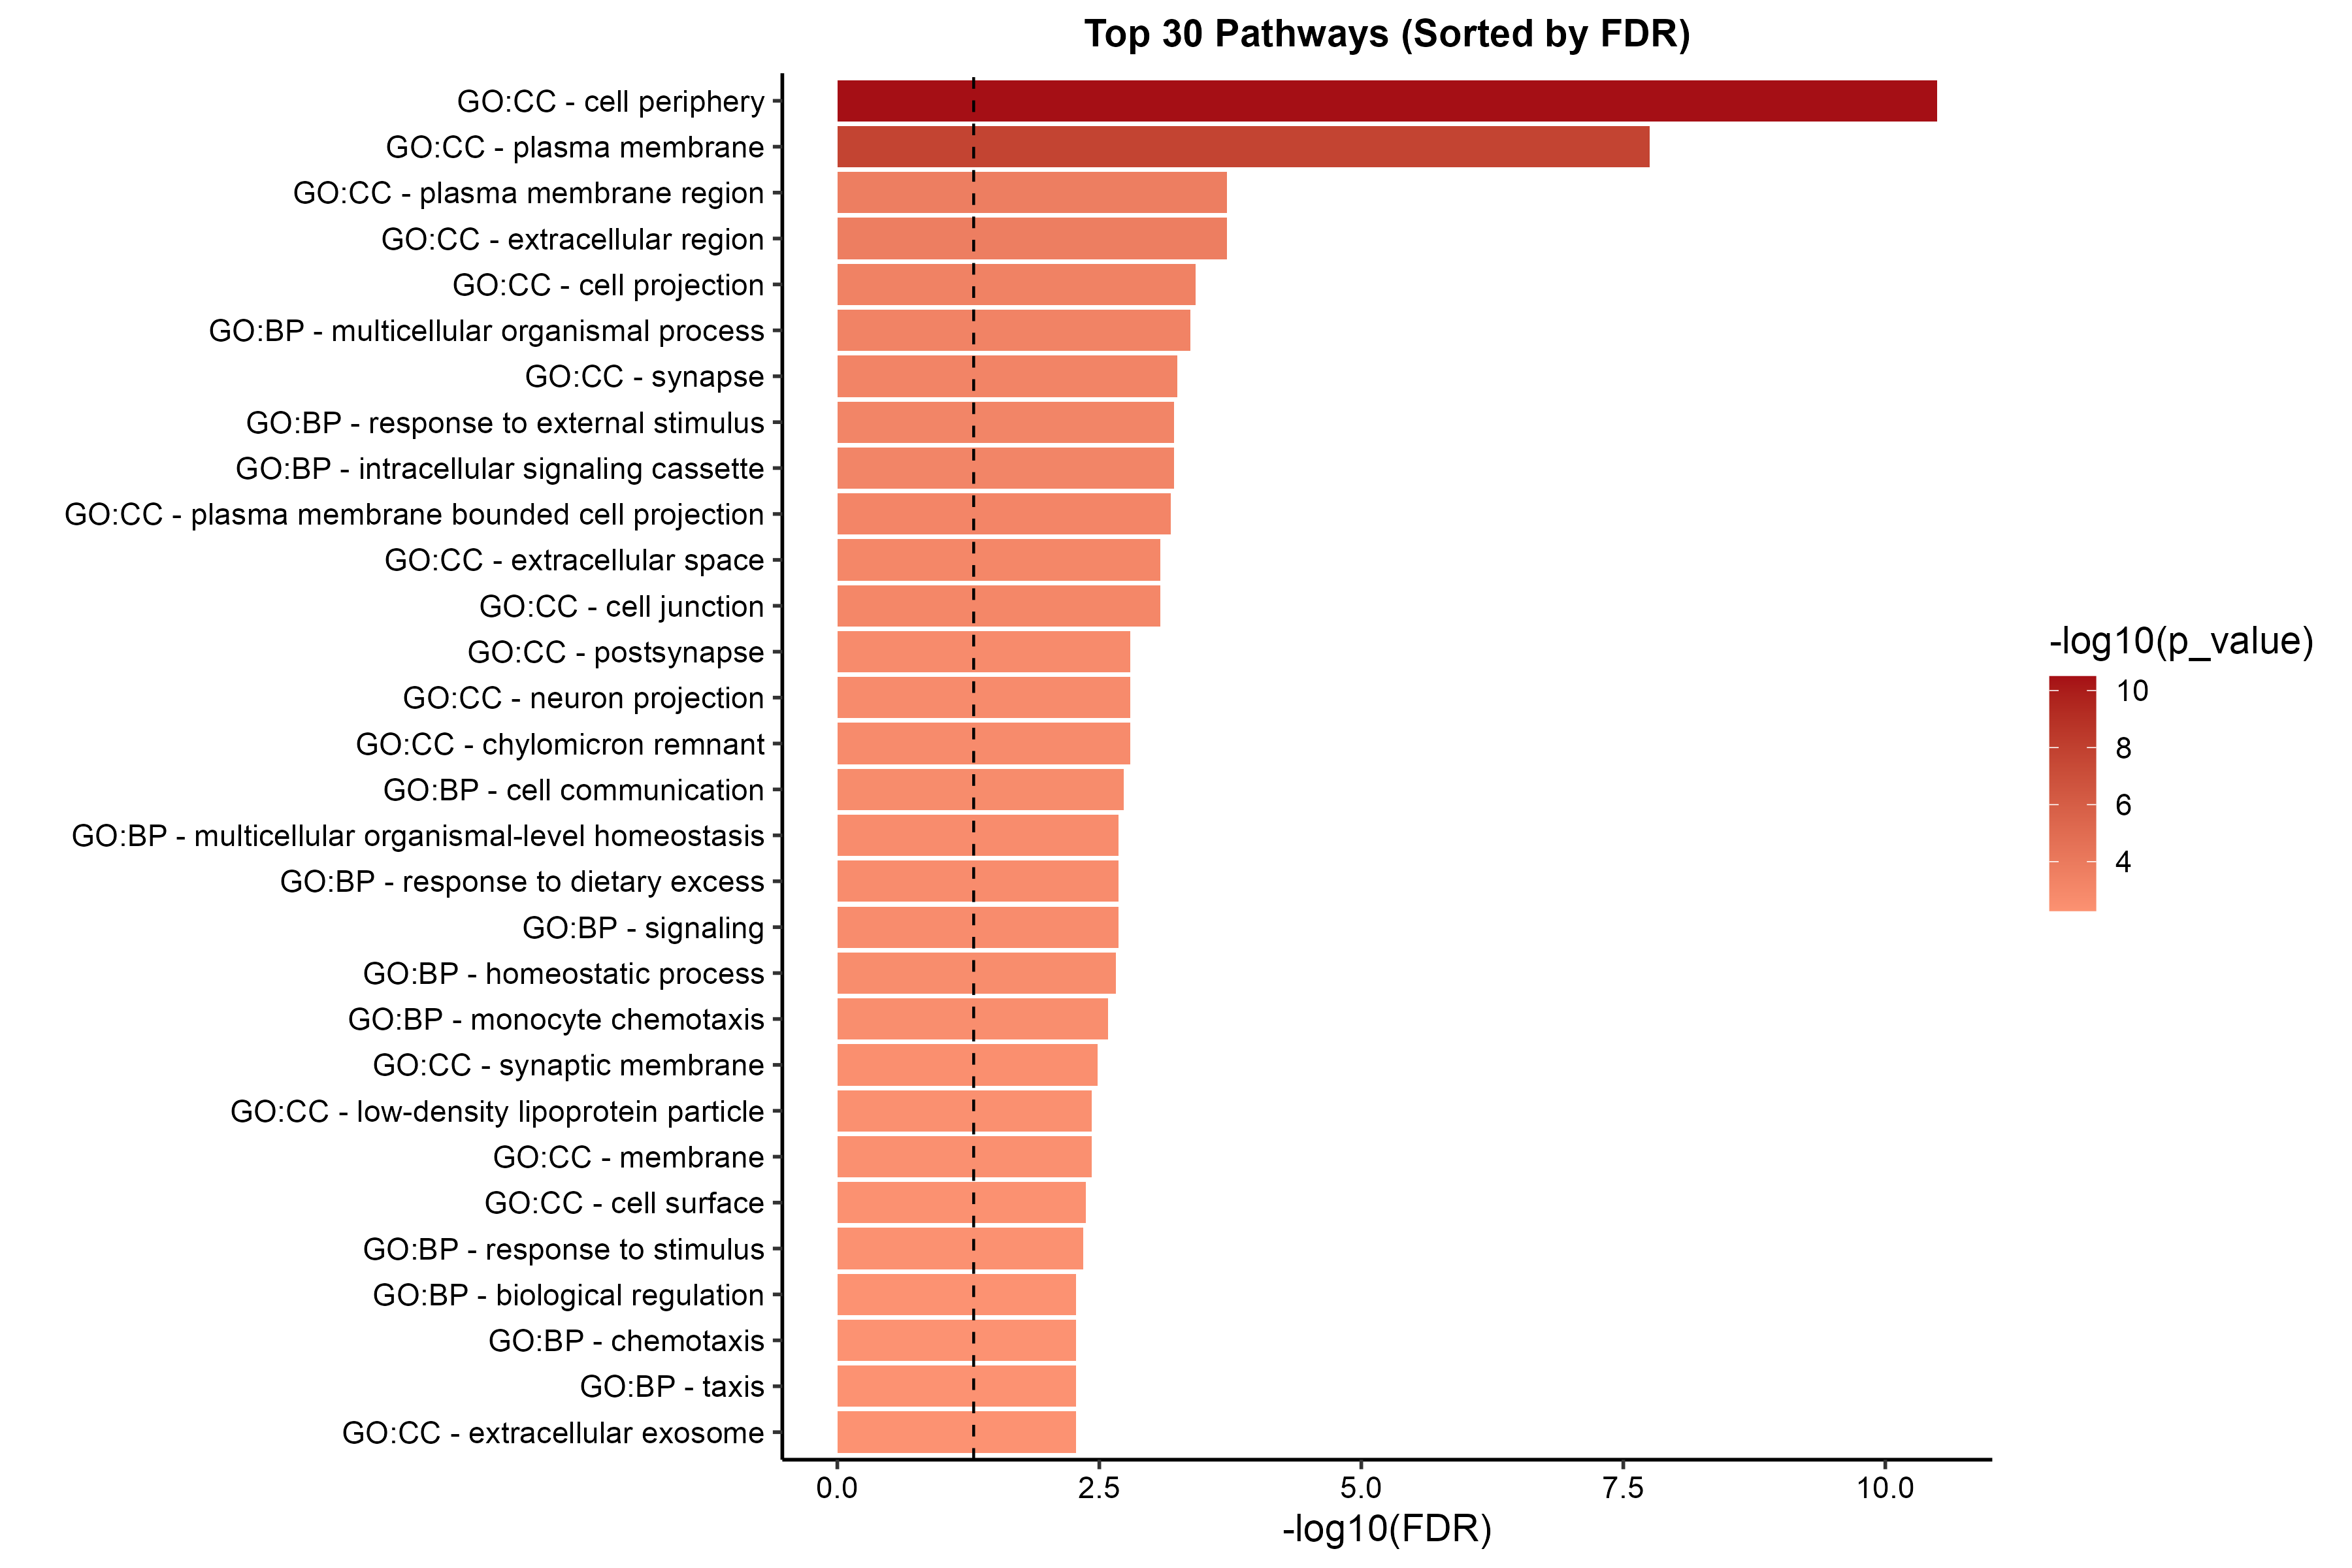 Top 30 Pathways (Sorted by FDR)
GO:CC - cell periphery
GO:CC - plasma membrane
GO:CC - plasma membrane region
GO:CC - extracellular region
GO:CC - cell projection
GO:BP - multicellular organismal process
GO:CC - synapse
GO:BP - response to external stimulus
GO:BP - intracellular signaling cassette
GO:CC - plasma membrane bounded cell projection
GO:CC - extracellular space
GO:CC - cell junction
GO:CC - postsynapse
GO:CC - neuron projection
GO:CC - chylomicron remnant
GO:BP - cell communication
GO:BP - multicellular organismal-level homeostasis
GO:BP - response to dietary excess
GO:BP - signaling
GO:BP - homeostatic process
GO:BP - monocyte chemotaxis
GO:CC - synaptic membrane
GO:CC - low-density lipoprotein particle
GO:CC - membrane
GO:CC - cell surface
GO:BP - response to stimulus
GO:BP - biological regulation
GO:BP - chemotaxis
GO:BP - taxis
GO:CC - extracellular exosome
0.0 2.5 5.0 7.5 10.0
-log10(FDR)
-log10(p_value)
10
8
6
4